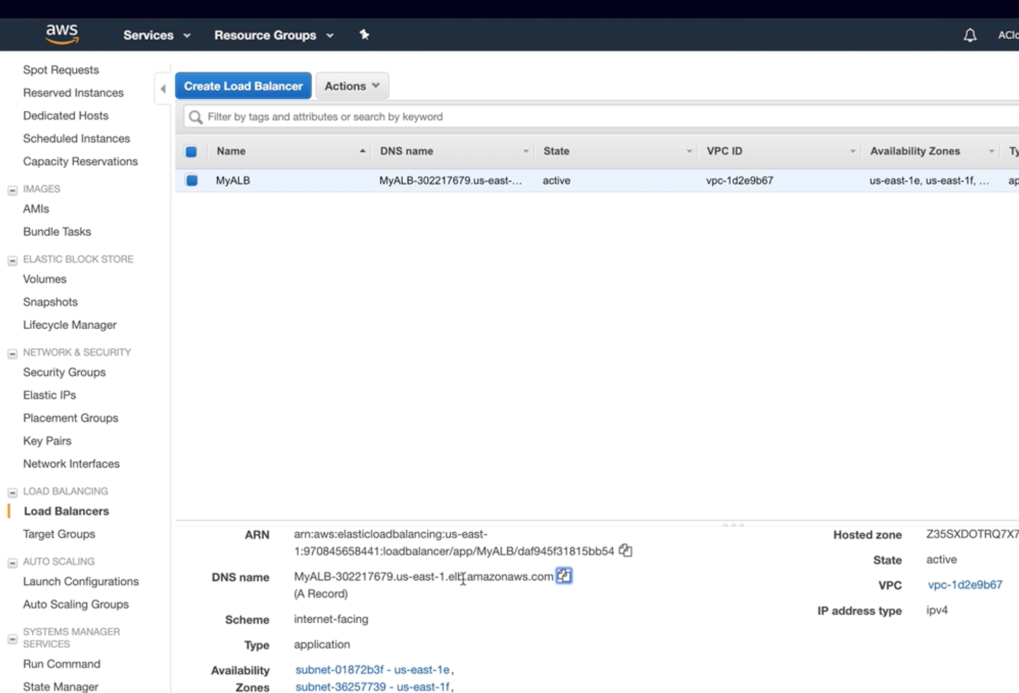 aws Services Resource Groups
Spot Requests
Reserved Instances
Dedicated Hosts
Scheduled Instances
Capacity Reservations
IMAGES
AMIs
Bundle Tasks
ELASTIC BLOCK STORE
Volumes
Snapshots
Lifecycle Manager
NETWORK & SECURITY
Security Groups
Elastic IPs
Placement Groups
Key Pairs
Network Interfaces
LOAD BALANCING
Load Balancers
Target Groups
AUTO SCALING
Launch Configurations
Auto Scaling Groups
SYSTEMS MANAGER
SERVICES
Run Command
State Manager
Create Load Balancer Actions
Filter by tags and attributes or search by keyword
Name DNS name State VPC ID Availability Zones
MyALB MyALB-302217679.us-east-... active vpc-1d2e9b67 us-east-1e, us-east-1f, ...
ARN arn:aws:elasticloadbalancing:us-east-
1:970845658441:loadbalancer/app/MyALB/daf945f31815bb54
DNS name MyALB-302217679.us-east-1.elb.amazonaws.com
(A Record)
Scheme internet-facing
Type application
Availability subnet-01872b3f - us-east-1e,
Zones subnet-36257739 - us-east-1f,
Hosted zone Z35SXDOTRQ7X7
State active
VPC vpc-1d2e9b67
IP address type ipv4